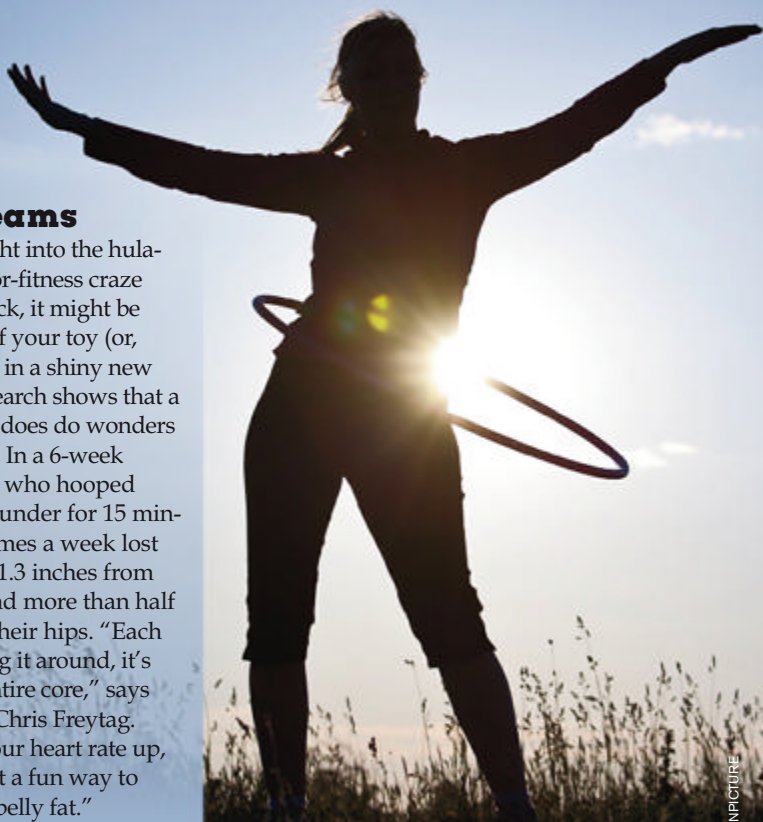 eams
ht into the hula-
or-fitness craze
ck, it might be
f your toy (or,
in a shiny new
earch shows that a
does do wonders
In a 6-week
who hooped
under for 15 min-
mes a week lost
1.3 inches from
nd more than half
heir hips. “Each
g it around, it’s
ntire core,” says
Chris Freytag.
our heart rate up,
t a fun way to
belly fat.”
NPICTURE